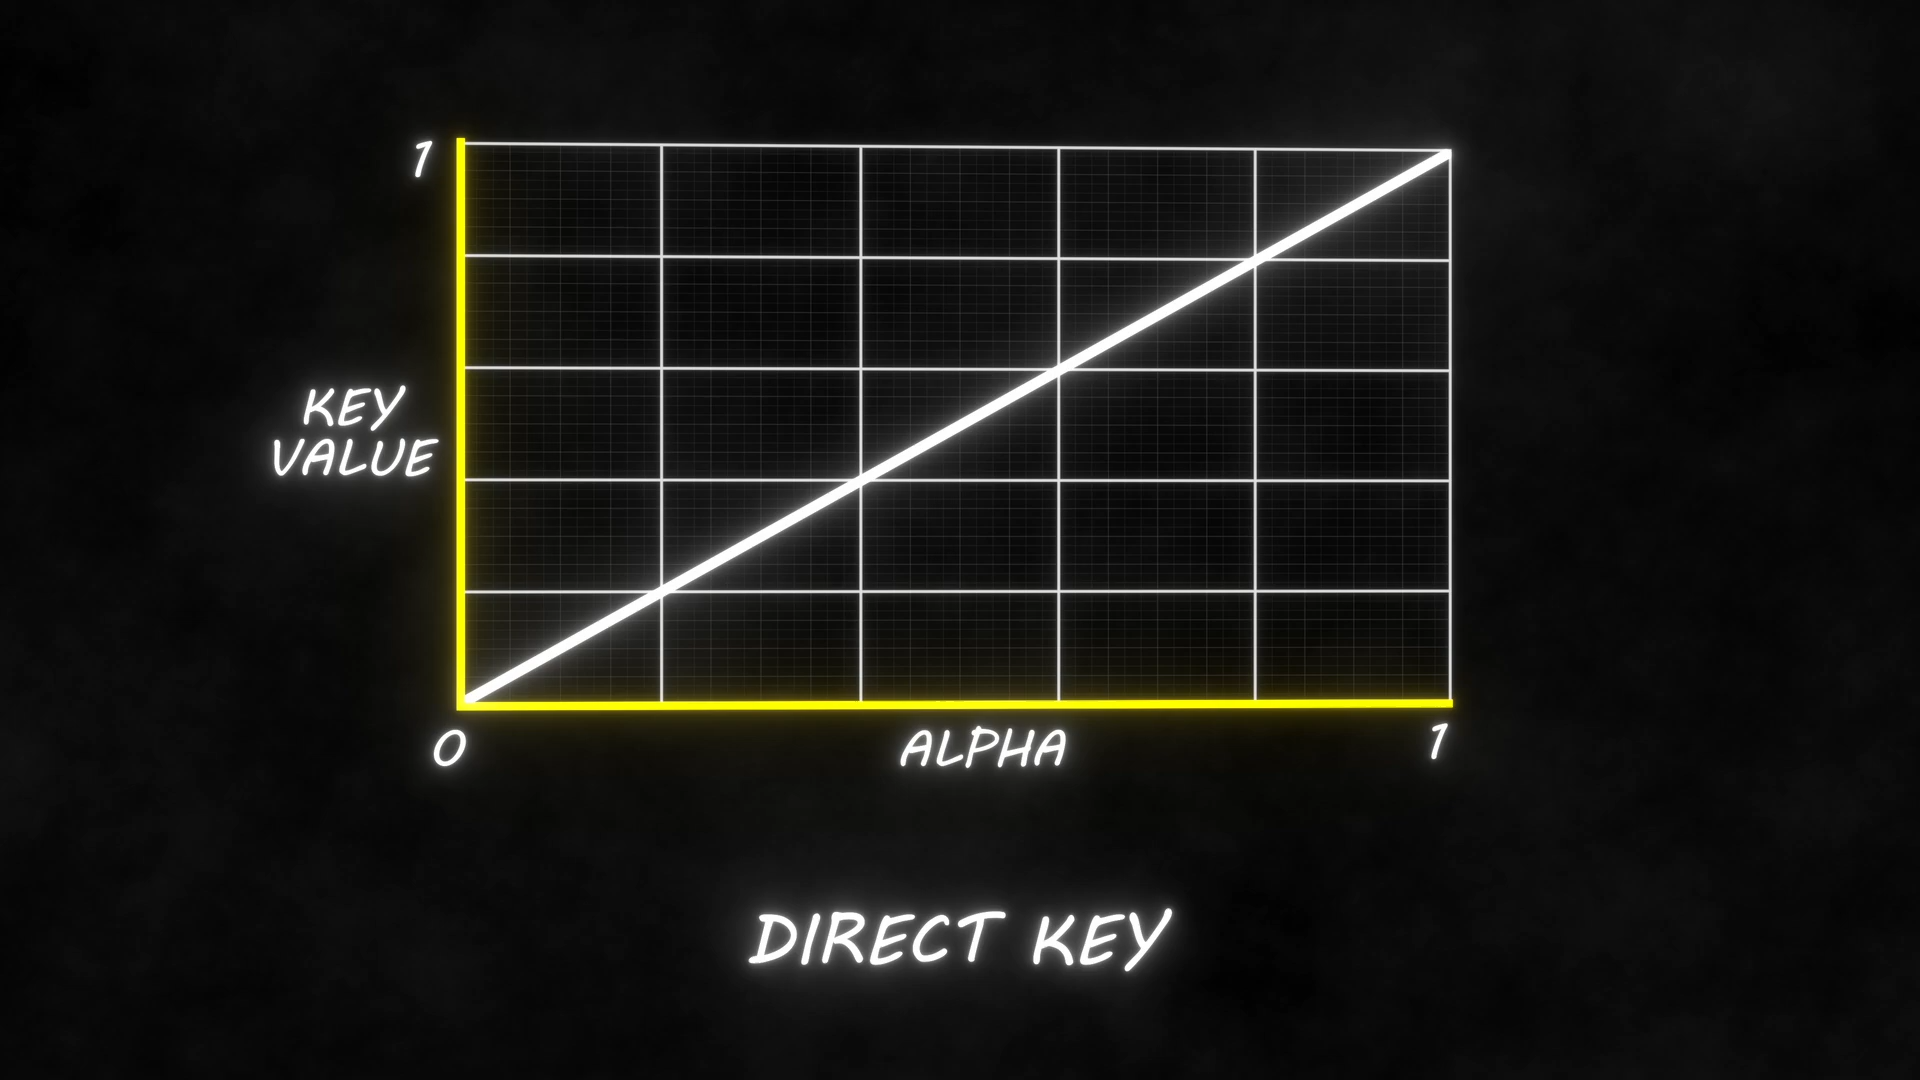 1
KEY
VALUE
0
ALPHA
1
DIRECT KEY